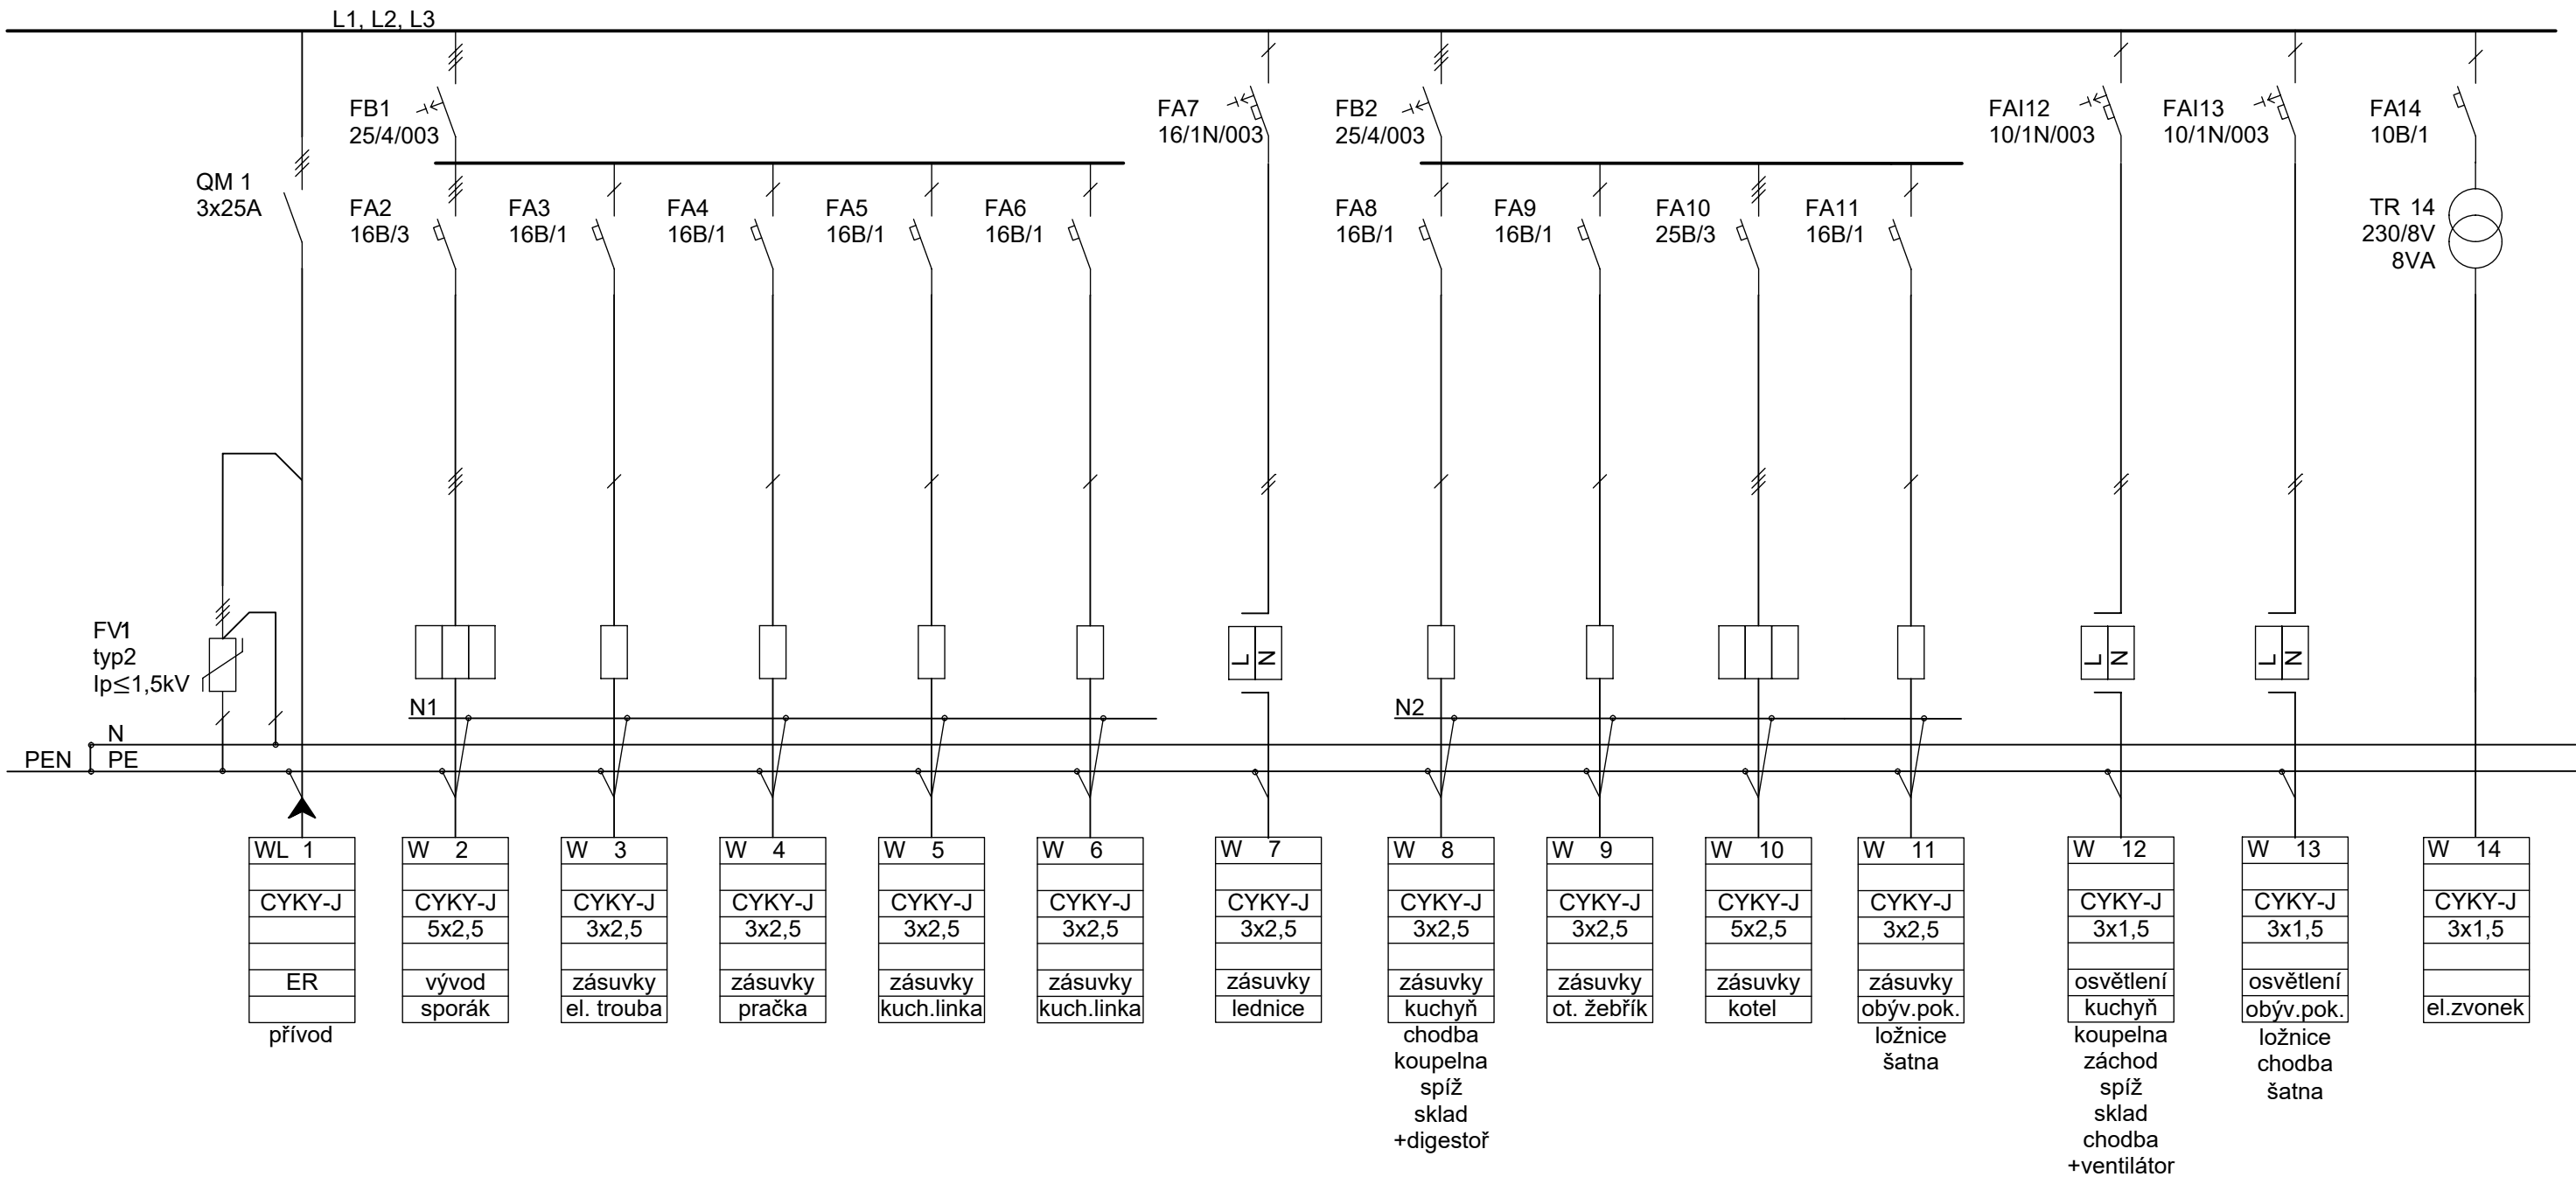 L1, L2, L3
QM 1
3x25A
FB1
25/4/003
FA2
16B/3
FA3
16B/1
FA4
16B/1
FA5
16B/1
FA6
16B/1
FA7
16/1N/003
FB2
25/4/003
FA8
16B/1
FA9
16B/1
FA10
25B/3
FA11
16B/1
FAI12
10/1N/003
FAI13
10/1N/003
FA14
10B/1
TR 14
230/8V
8VA
FV1
typ2
Ip≤1,5kV
L
N
L
N
L
N
N1
N2
N
PEN
PE
WL 1
CYKY-J
ER
přívod
W 2
CYKY-J
5x2,5
vývod
sporák
W 3
CYKY-J
3x2,5
zásuvky
el. trouba
W 4
CYKY-J
3x2,5
zásuvky
pračka
W 5
CYKY-J
3x2,5
zásuvky
kuch.linka
W 6
CYKY-J
3x2,5
zásuvky
kuch.linka
W 7
CYKY-J
3x2,5
zásuvky
lednice
W 8
CYKY-J
3x2,5
zásuvky
kuchyň
chodba
koupelna
spíž
sklad
+digestoř
W 9
CYKY-J
3x2,5
zásuvky
ot. žebřík
W 10
CYKY-J
5x2,5
zásuvky
kotel
W 11
CYKY-J
3x2,5
zásuvky
obýv.pok.
ložnice
šatna
W 12
CYKY-J
3x1,5
osvětlení
kuchyň
koupelna
záchod
spíž
sklad
chodba
+ventilátor
W 13
CYKY-J
3x1,5
osvětlení
obýv.pok.
ložnice
chodba
šatna
W 14
CYKY-J
3x1,5
el.zvonek